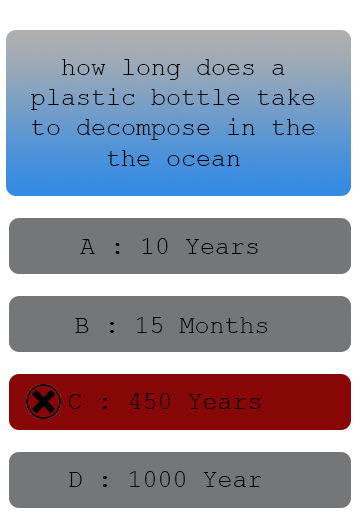 how long does a
plastic bottle take
to decompose in the
the ocean
A : 10 Years
B : 15 Months
C : 450 Years
D : 1000 Year